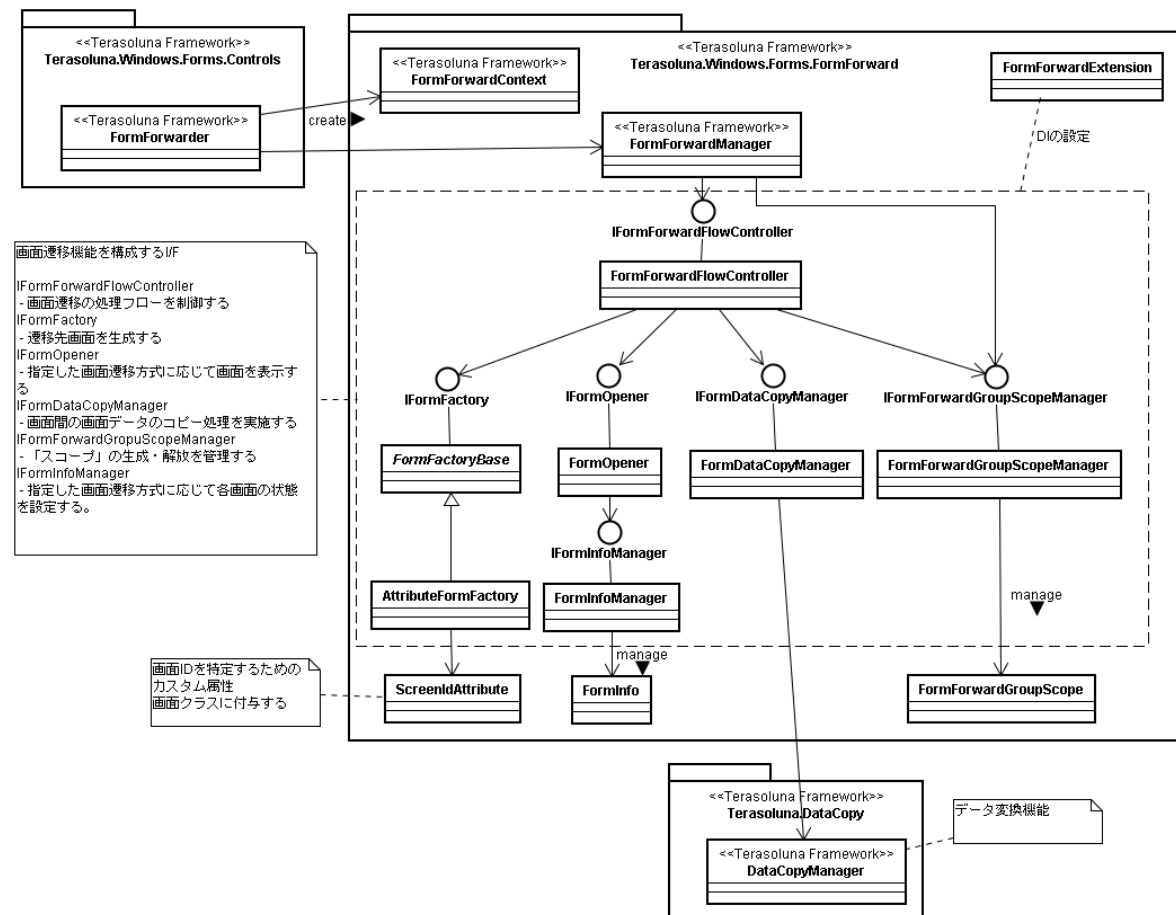 <<Terasoluna Framework>>
Terasoluna.Windows.Forms.Controls
<<Terasoluna Framework>>
FormForwarder
<<Terasoluna Framework>>
Terasoluna.Windows.Forms.FormForward
<<Terasoluna Framework>>
FormForwardContext
FormForwardExtension
create
<<Terasoluna Framework>>
FormForwardManager
DIの設定
IFormForwardFlowController
FormForwardFlowController
画面遷移機能を構成するI/F
IFormForwardFlowController
- 画面遷移の処理フローを制御する
IFormFactory
- 遷移先画面を生成する
IFormOpener
- 指定した画面遷移方式に応じて画面を表示す
る
IFormDataCopyManager
- 画面間の画面データのコピー処理を実施する
IFormForwardGropuScopeManager
- 「スコープ」の生成・解放を管理する
IFormInfoManager
- 指定した画面遷移方式に応じて各画面の状態
を設定する。
IFormFactory
IFormOpener
IFormDataCopyManager
IFormForwardGroupScopeManager
FormFactoryBase
FormOpener
FormDataCopyManager
FormForwardGroupScopeManager
IFormInfoManager
AttributeFormFactory
FormInfoManager
manage
manage
画面IDを特定するための
カスタム属性
画面クラスに付与する
ScreenIdAttribute
FormInfo
FormForwardGroupScope
<<Terasoluna Framework>>
Terasoluna.DataCopy
<<Terasoluna Framework>>
DataCopyManager
データ変換機能